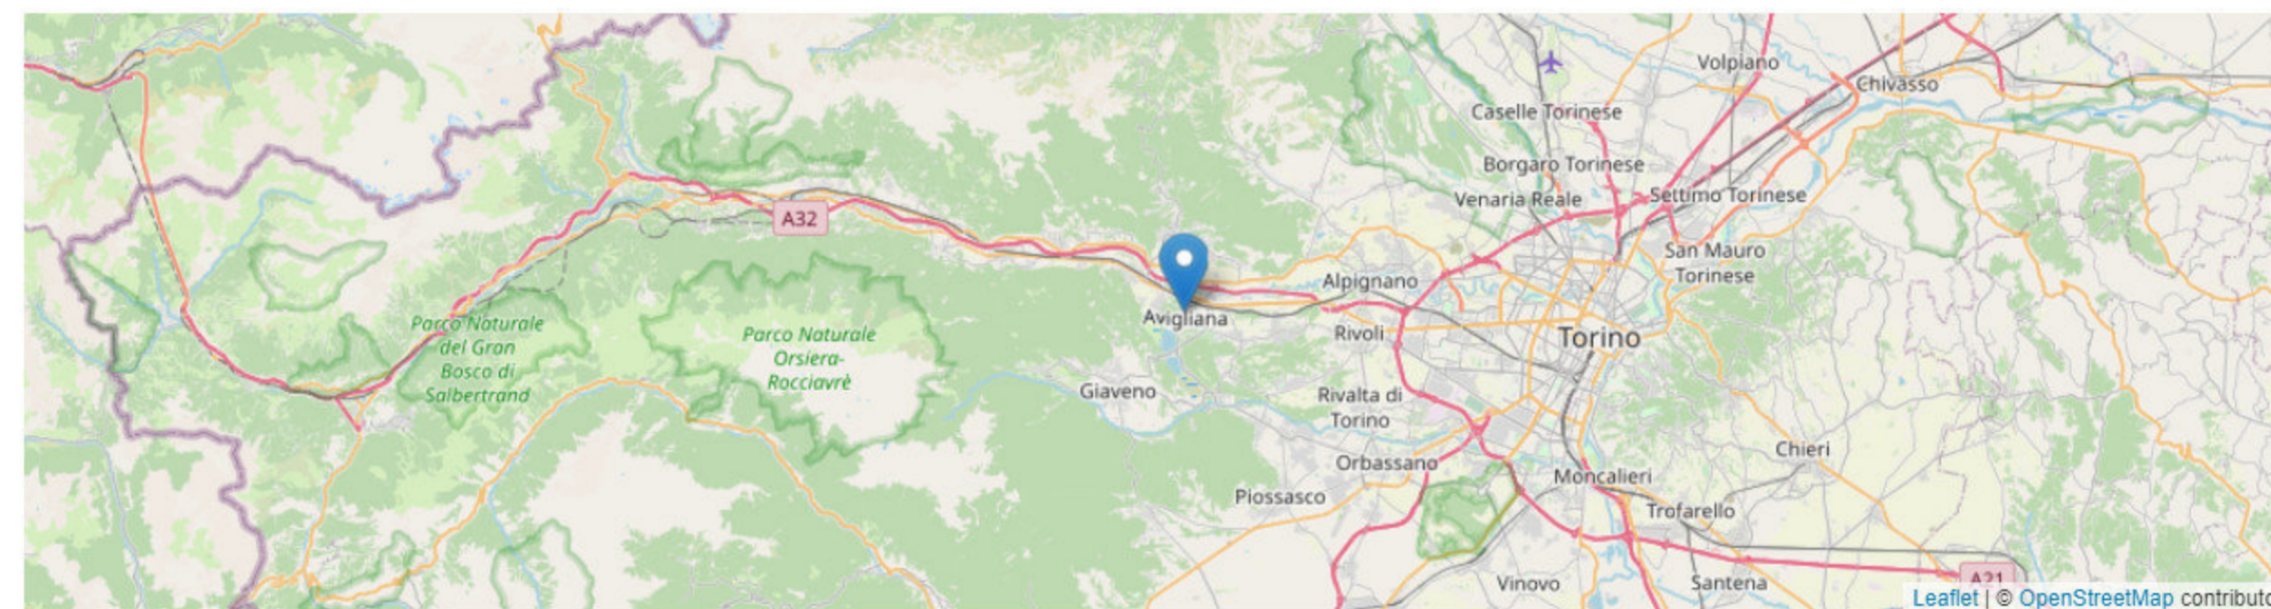 Volpiano
Chivasso
Caselle Torinese
Borgaro Torinese
Venaria Reale
Settimo Torinese
A32
San Mauro
Torinese
Alpignano
Avigliana
Rivoli
Torino
Parco Naturale
del Gran
Bosco di
Salbertrand
Parco Naturale
Orsiera-
Rocciavrè
Giaveno
Rivalta di
Torino
Chieri
Orbassano
Moncalieri
Piossasco
Trofarello
Vinovo
Santena
A21
Leaflet | © OpenStreetMap contributo